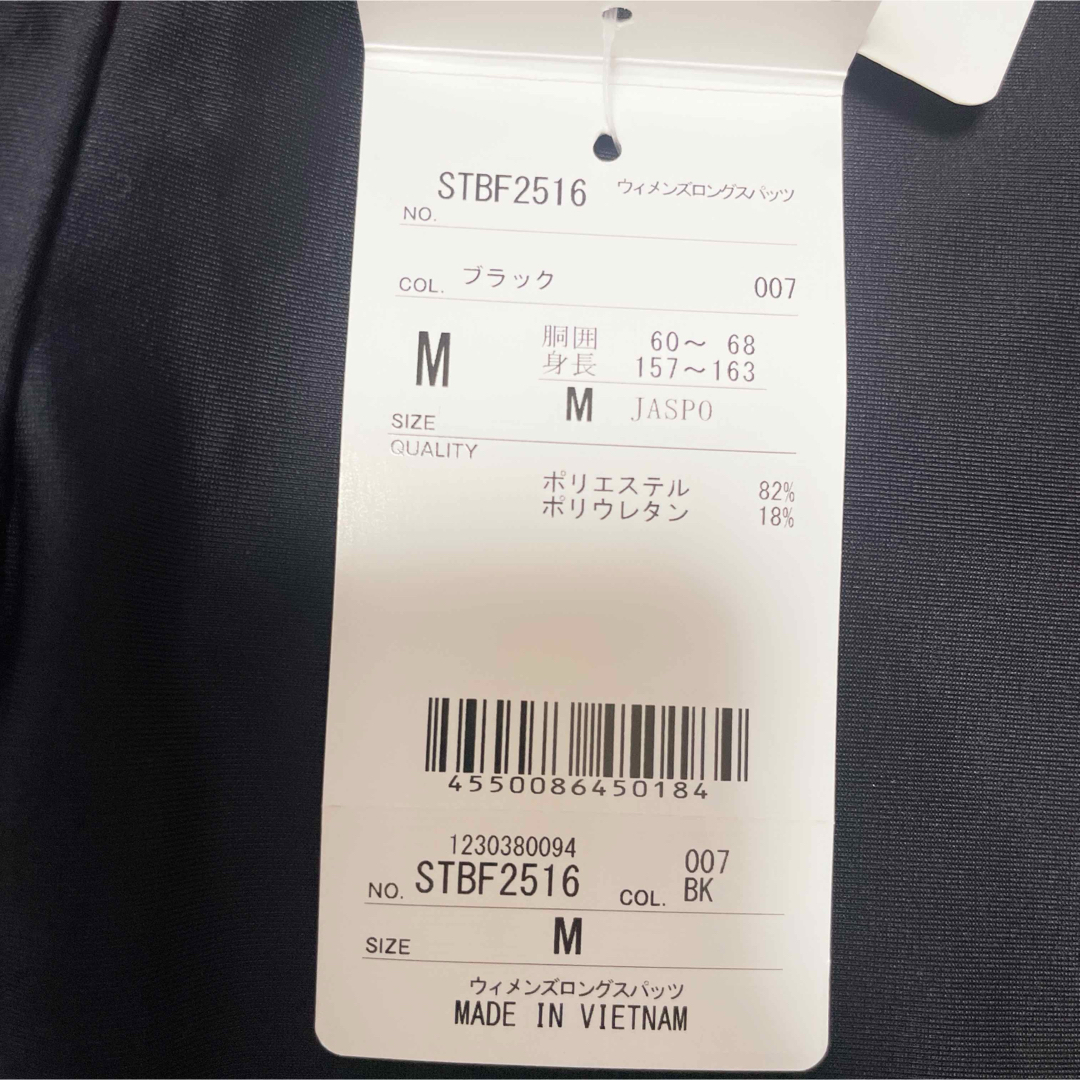 STBF2516 ウィメンズロングスパッツ
NO.
COL. ブラック 007
M 胴囲 60〜 68
身長 157〜163
M JASPO
SIZE
QUALITY
ポリエステル 82%
ポリウレタン 18%
4550086450184
1230380094
NO. STBF2516 COL. 007
BK
SIZE M
ウィメンズロングスパッツ
MADE IN VIETNAM